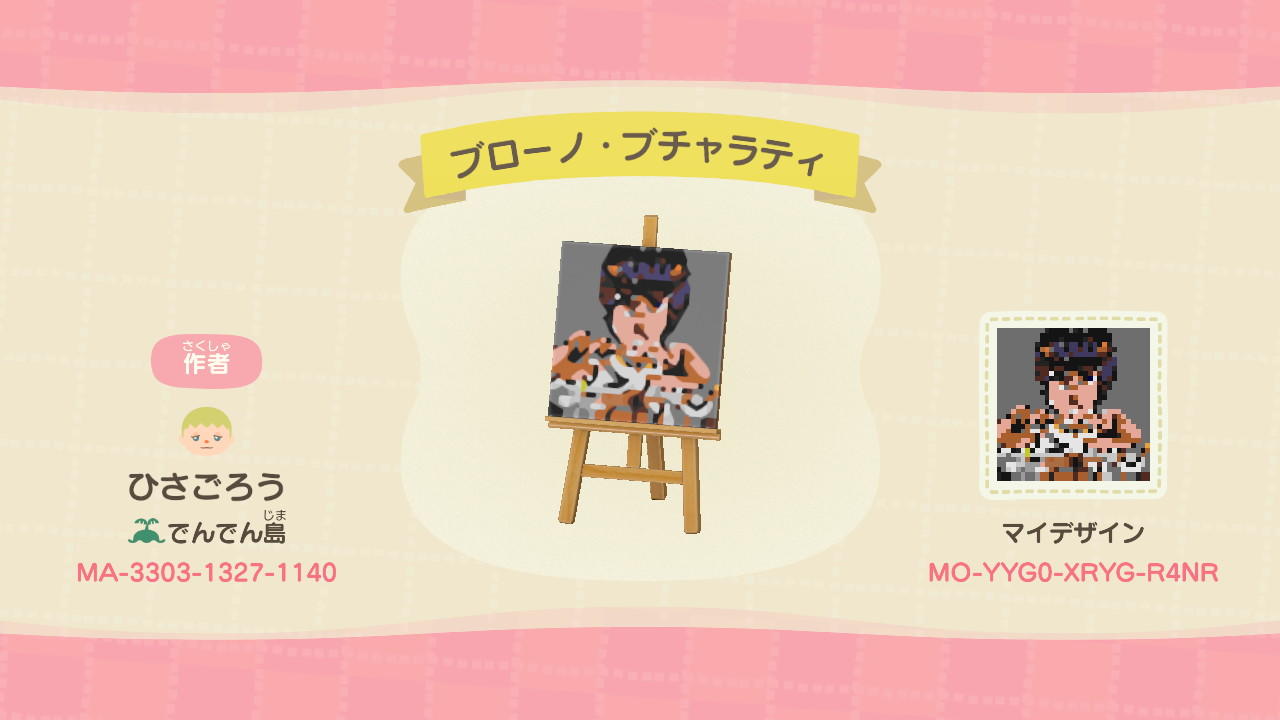 ブローノ・ブチャラティ
さくしゃ
作者
ひさごろう
じま
でんでん島
MA-3303-1327-1140
マイデザイン
MO-YYG0-XRYG-R4NR